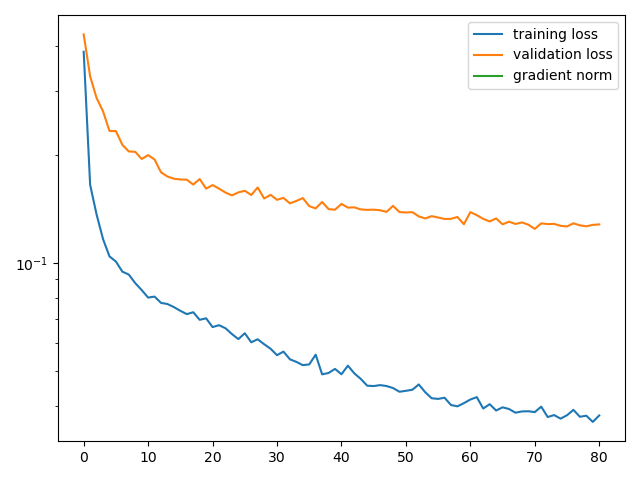 training loss
validation loss
gradient norm
10⁻¹
0 10 20 30 40 50 60 70 80